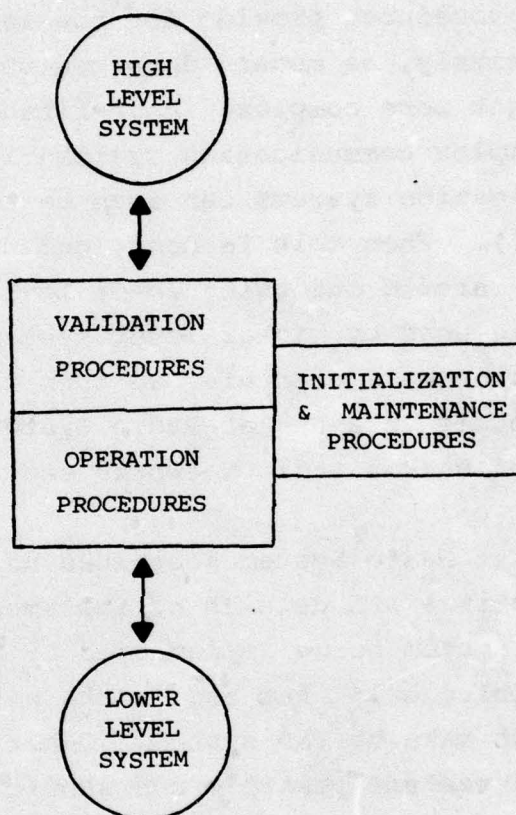 HIGH
LEVEL
SYSTEM
VALIDATION
PROCEDURES
INITIALIZATION
& MAINTENANCE
PROCEDURES
OPERATION
PROCEDURES
LOWER
LEVEL
SYSTEM